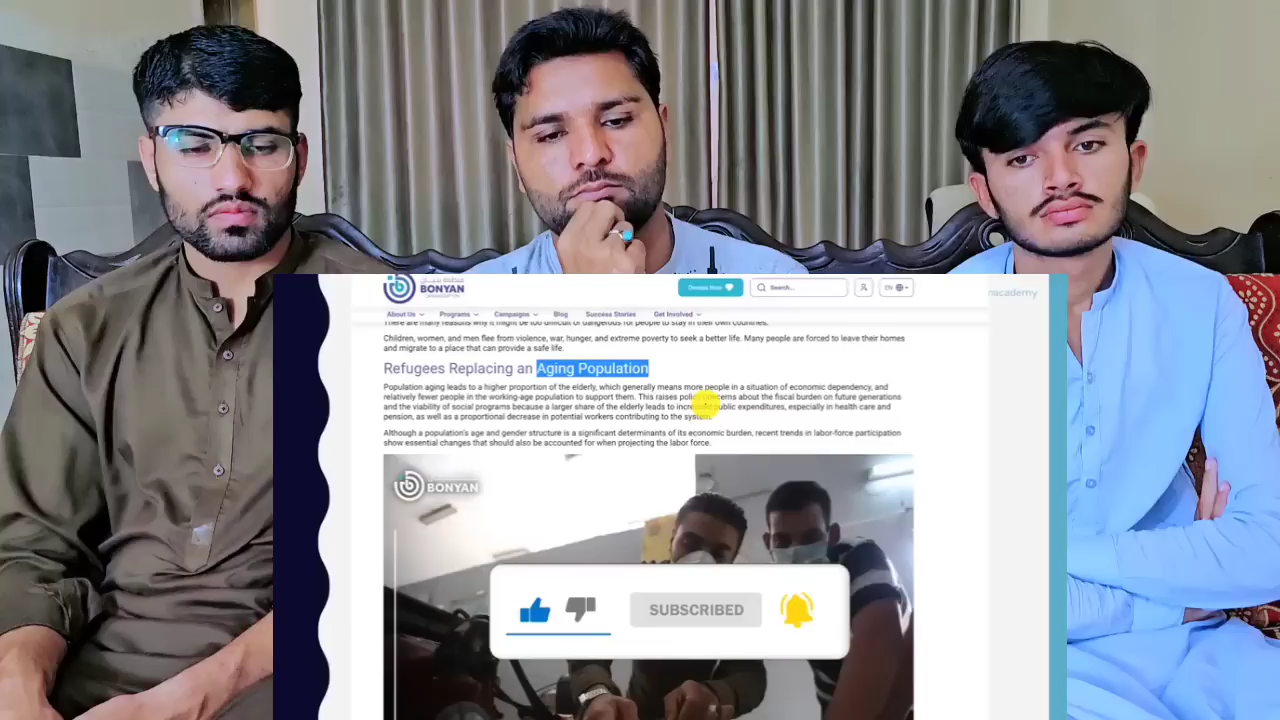 BONYAN
ORGANIZATION
Donate Now
Search...
EN
About Us
Programs
Campaigns
Blog
Success Stories
Get Involved
nscademy
There are many reasons why it might be too difficult or dangerous for people to stay in their own countries.
Children, women, and men flee from violence, war, hunger, and extreme poverty to seek a better life. Many people are forced to leave their homes
and migrate to a place that can provide a safe life.
Refugees Replacing an Aging Population
Population aging leads to a higher proportion of the elderly, which generally means more people in a situation of economic dependency, and
relatively fewer people in the working-age population to support them. This raises policy concerns about the fiscal burden on future generations
and the viability of social programs because a larger share of the elderly leads to increased public expenditures, especially in health care and
pension, as well as a proportional decrease in potential workers contributing to the system.
Although a population's age and gender structure is a significant determinants of its economic burden, recent trends in labor-force participation
show essential changes that should also be accounted for when projecting the labor force.
BONYAN
SUBSCRIBED